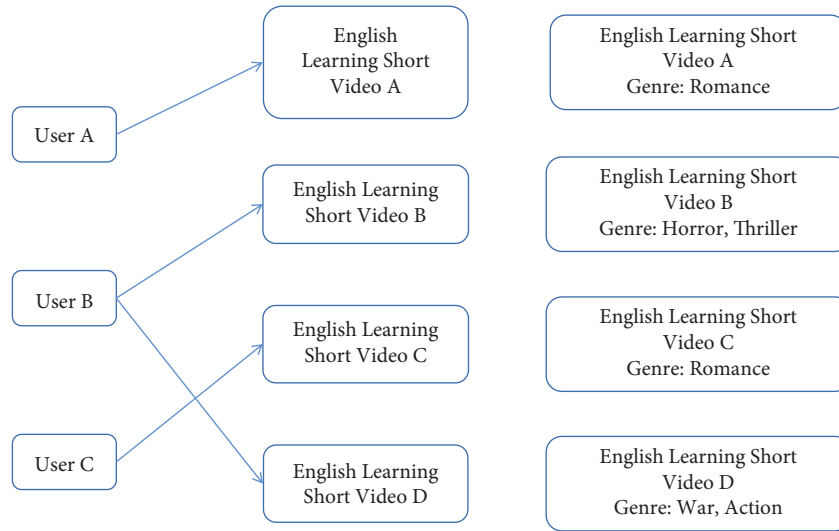 English
Learning Short
Video A
English Learning Short
Video A
Genre: Romance
User A
English Learning
Short Video B
English Learning Short
Video B
Genre: Horror, Thriller
User B
English Learning
Short Video C
English Learning Short
Video C
Genre: Romance
User C
English Learning
Short Video D
English Learning Short
Video D
Genre: War, Action